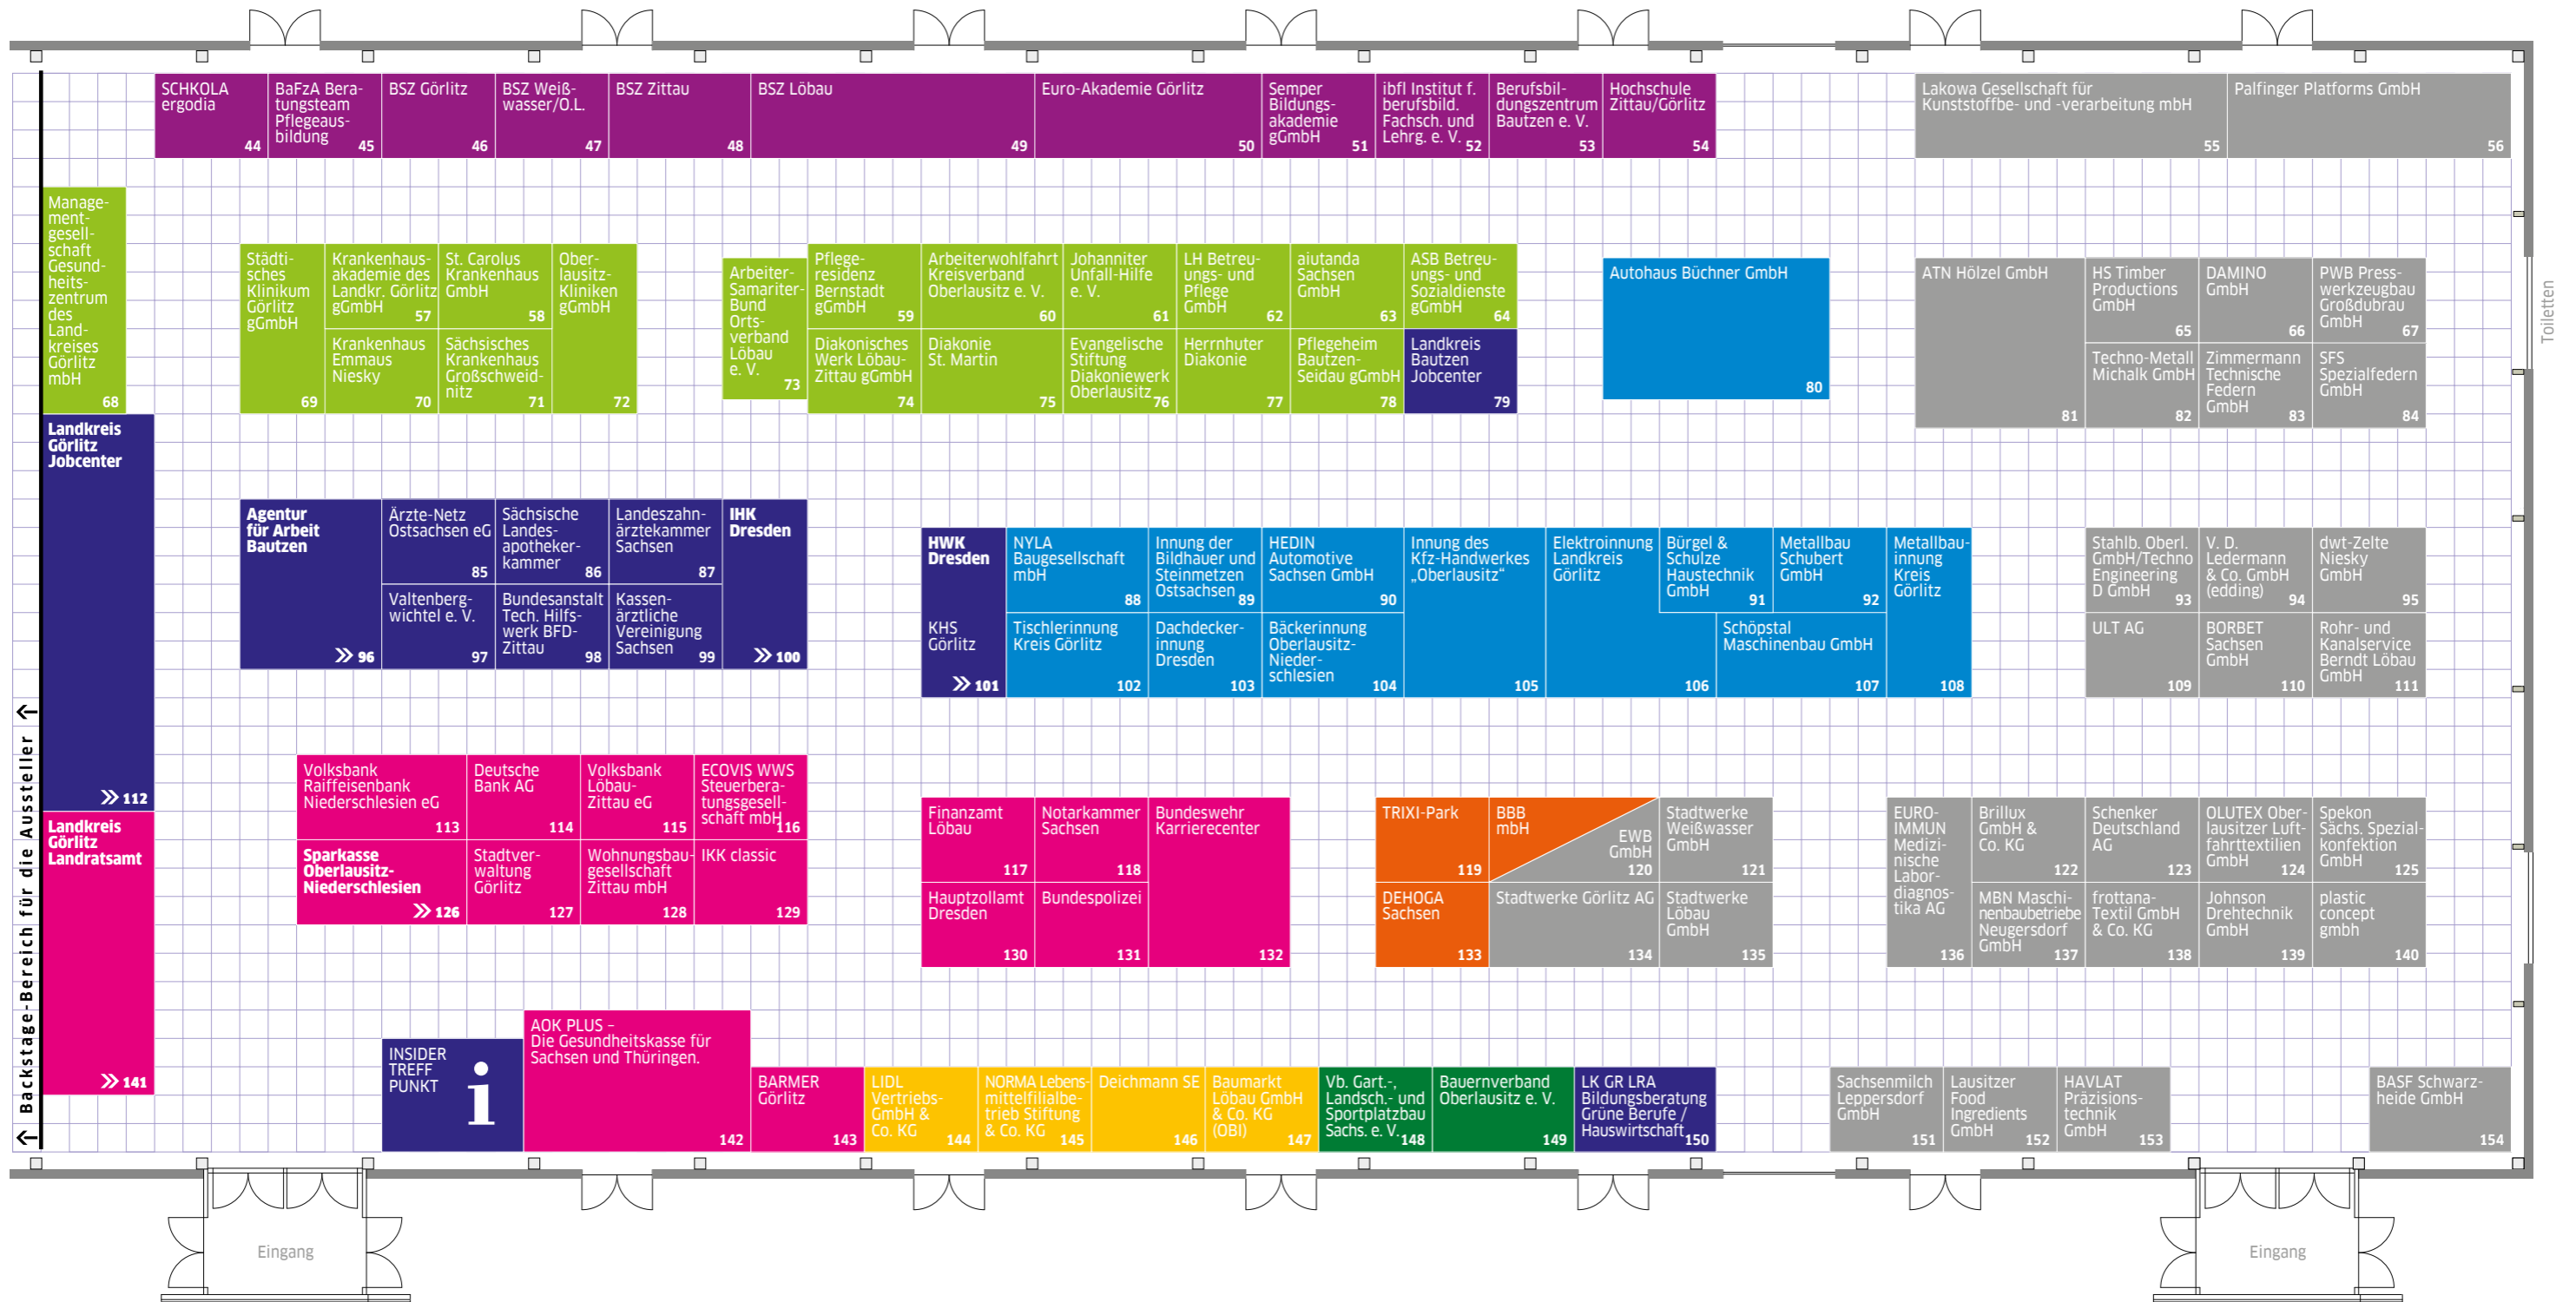 SCHKOLA
ergodia
44
BaFzA Bera-
tungsteam
Pflegeaus-
bildung
45
BSZ Görlitz
46
BSZ Weiß-
wasser/O.L.
47
BSZ Zittau
48
BSZ Löbau
49
Euro-Akademie Görlitz
50
Semper
Bildungs-
akademie
gGmbH
51
ibfl Institut f.
berufsbild.
Fachsch. und
Lehrg. e. V.
52
Berufsbil-
dungszentrum
Bautzen e. V.
53
Hochschule
Zittau/Görlitz
54
Lakowa Gesellschaft für
Kunststoffbe- und -verarbeitung mbH
55
Palfinger Platforms GmbH
56
Manage-
ment-
gesell-
schaft
Gesund-
heits-
zentrum
des
Land-
kreises
Görlitz
mbH
68
Städti-
sches
Klinikum
Görlitz
gGmbH
69
Krankenhaus-
akademie des
Landkr. Görlitz
gGmbH
57
St. Carolus
Krankenhaus
GmbH
58
Ober-
lausitz-
Kliniken
gGmbH
72
Krankenhaus
Emmaus
Niesky
70
Sächsisches
Krankenhaus
Großschweid-
nitz
71
Arbeiter-
Samariter-
Bund
Orts-
verband
Löbau
e. V.
73
Pflege-
residenz
Bernstadt
gGmbH
59
Arbeiterwohlfahrt
Kreisverband
Oberlausitz e. V.
60
Johanniter
Unfall-Hilfe
e. V.
61
LH Betreu-
ungs- und
Pflege
GmbH
62
aiutanda
Sachsen
GmbH
63
ASB Betreu-
ungs- und
Sozialdienste
gGmbH
64
Diakonisches
Werk Löbau-
Zittau gGmbH
74
Diakonie
St. Martin
75
Evangelische
Stiftung
Diakoniewerk
Oberlausitz
76
Herrnhuter
Diakonie
77
Pflegeheim
Bautzen-
Seidau gGmbH
78
Landkreis
Bautzen
Jobcenter
79
Autohaus Büchner GmbH
80
ATN Hölzel GmbH
81
HS Timber
Productions
GmbH
65
DAMINO
GmbH
66
PWB Press-
werkzeugbau
Großdubrau
GmbH
67
Techno-Metall
Michalk GmbH
82
Zimmermann
Technische
Federn
GmbH
83
SFS
Spezialfedern
GmbH
84
Toiletten
Landkreis
Görlitz
Jobcenter
112
Agentur
für Arbeit
Bautzen
96
Ärzte-Netz
Ostsachsen eG
85
Sächsische
Landes-
apotheker-
kammer
86
Landeszahn-
ärztekammer
Sachsen
87
IHK
Dresden
100
Valtenberg-
wichtel e. V.
97
Bundesanstalt
Tech. Hilfs-
werk BFD-
Zittau
98
Kassen-
ärztliche
Vereinigung
Sachsen
99
HWK
Dresden
KHS
Görlitz
101
NYLA
Baugesellschaft
mbH
88
Innung der
Bildhauer und
Steinmetzen
Ostsachsen
89
HEDIN
Automotive
Sachsen GmbH
90
Innung des
Kfz-Handwerkes
„Oberlausitz“
105
Elektroinnung
Landkreis
Görlitz
106
Bürgel &
Schulze
Haustechnik
GmbH
91
Metallbau
Schubert
GmbH
92
Metallbau-
innung
Kreis
Görlitz
108
Tischlerinnung
Kreis Görlitz
102
Dachdecker-
innung
Dresden
103
Bäckerinnung
Oberlausitz-
Nieder-
schlesien
104
Schöpstal
Maschinenbau GmbH
107
Stahlb. Oberl.
GmbH/Techno
Engineering
D GmbH
93
V. D.
Ledermann
& Co. GmbH
(edding)
94
dwt-Zelte
Niesky
GmbH
95
ULT AG
109
BORBET
Sachsen
GmbH
110
Rohr- und
Kanalservice
Berndt Löbau
GmbH
111
Backstage-Bereich für die Aussteller
Landkreis
Görlitz
Landratsamt
141
Volksbank
Raiffeisenbank
Niederschlesien eG
113
Deutsche
Bank AG
114
Volksbank
Löbau-
Zittau eG
115
ECOVIS WWS
Steuerbera-
tungsgesell-
schaft mbH
116
Sparkasse
Oberlausitz-
Niederschlesien
126
Stadtver-
waltung
Görlitz
127
Wohnungsbau-
gesellschaft
Zittau mbH
128
IKK classic
129
Finanzamt
Löbau
117
Notarkammer
Sachsen
118
Bundeswehr
Karrierecenter
132
Hauptzollamt
Dresden
130
Bundespolizei
131
TRIXI-Park
119
BBB
mbH
EWB
GmbH
120
Stadtwerke
Weißwasser
GmbH
121
DEHOGA
Sachsen
133
Stadtwerke Görlitz AG
134
Stadtwerke
Löbau
GmbH
135
EURO-
IMMUN
Medizi-
nische
Labor-
diagnos-
tika AG
136
Brillux
GmbH &
Co. KG
122
Schenker
Deutschland
AG
123
OLUTEX Ober-
lausitzer Luft-
fahrttextilien
GmbH
124
Spekon
Sächs. Spezial-
konfektion
GmbH
125
MBN Maschi-
nenbaubetriebe
Neugersdorf
GmbH
137
frottana-
Textil GmbH
& Co. KG
138
Johnson
Drehtechnik
GmbH
139
plastic
concept
gmbh
140
INSIDER
TREFF
PUNKT
i
AOK PLUS –
Die Gesundheitskasse für
Sachsen und Thüringen.
142
BARMER
Görlitz
143
LIDL
Vertriebs-
GmbH &
Co. KG
144
NORMA Lebens-
mittelfilialbe-
trieb Stiftung
& Co. KG
145
Deichmann SE
146
Baumarkt
Löbau GmbH
& Co. KG
(OBI)
147
Vb. Gart.-,
Landsch.- und
Sportplatzbau
Sachs. e. V.
148
Bauernverband
Oberlausitz e. V.
149
LK GR LRA
Bildungsberatung
Grüne Berufe /
Hauswirtschaft
150
Sachsenmilch
Leppersdorf
GmbH
151
Lausitzer
Food
Ingredients
GmbH
152
HAVLAT
Präzisions-
technik
GmbH
153
BASF Schwarz-
heide GmbH
154
Eingang
Eingang